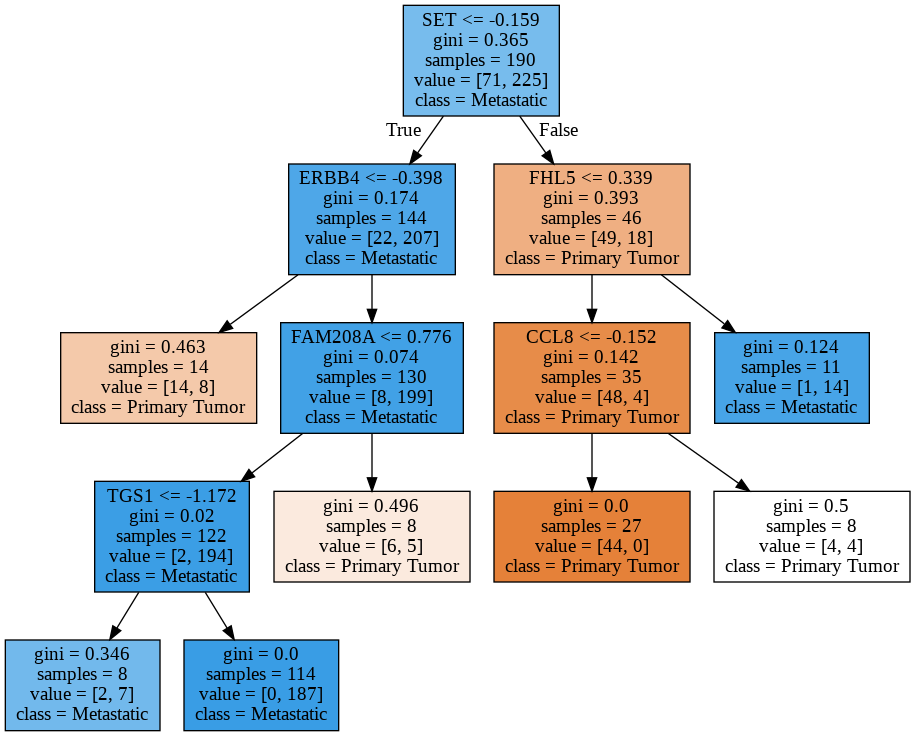 SET <= -0.159
gini = 0.365
samples = 190
value = [71, 225]
class = Metastatic
True
False
ERBB4 <= -0.398
gini = 0.174
samples = 144
value = [22, 207]
class = Metastatic
FHL5 <= 0.339
gini = 0.393
samples = 46
value = [49, 18]
class = Primary Tumor
gini = 0.463
samples = 14
value = [14, 8]
class = Primary Tumor
FAM208A <= 0.776
gini = 0.074
samples = 130
value = [8, 199]
class = Metastatic
CCL8 <= -0.152
gini = 0.142
samples = 35
value = [48, 4]
class = Primary Tumor
gini = 0.124
samples = 11
value = [1, 14]
class = Metastatic
TGS1 <= -1.172
gini = 0.02
samples = 122
value = [2, 194]
class = Metastatic
gini = 0.496
samples = 8
value = [6, 5]
class = Primary Tumor
gini = 0.0
samples = 27
value = [44, 0]
class = Primary Tumor
gini = 0.5
samples = 8
value = [4, 4]
class = Primary Tumor
gini = 0.346
samples = 8
value = [2, 7]
class = Metastatic
gini = 0.0
samples = 114
value = [0, 187]
class = Metastatic